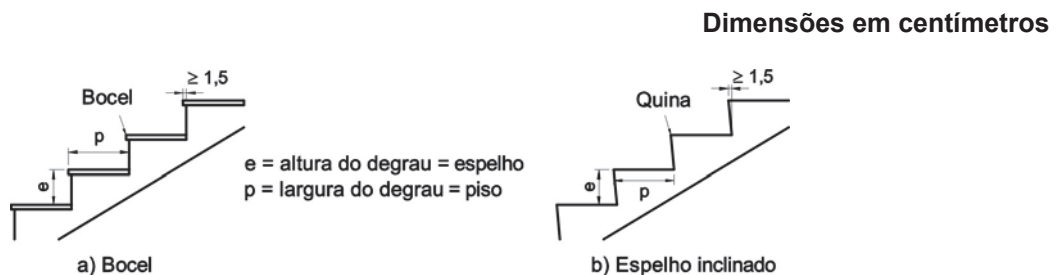 Dimensões em centímetros
≥ 1,5
Bocel
p
e
e = altura do degrau = espelho
p = largura do degrau = piso
a) Bocel
≥ 1,5
Quina
e
p
b) Espelho inclinado